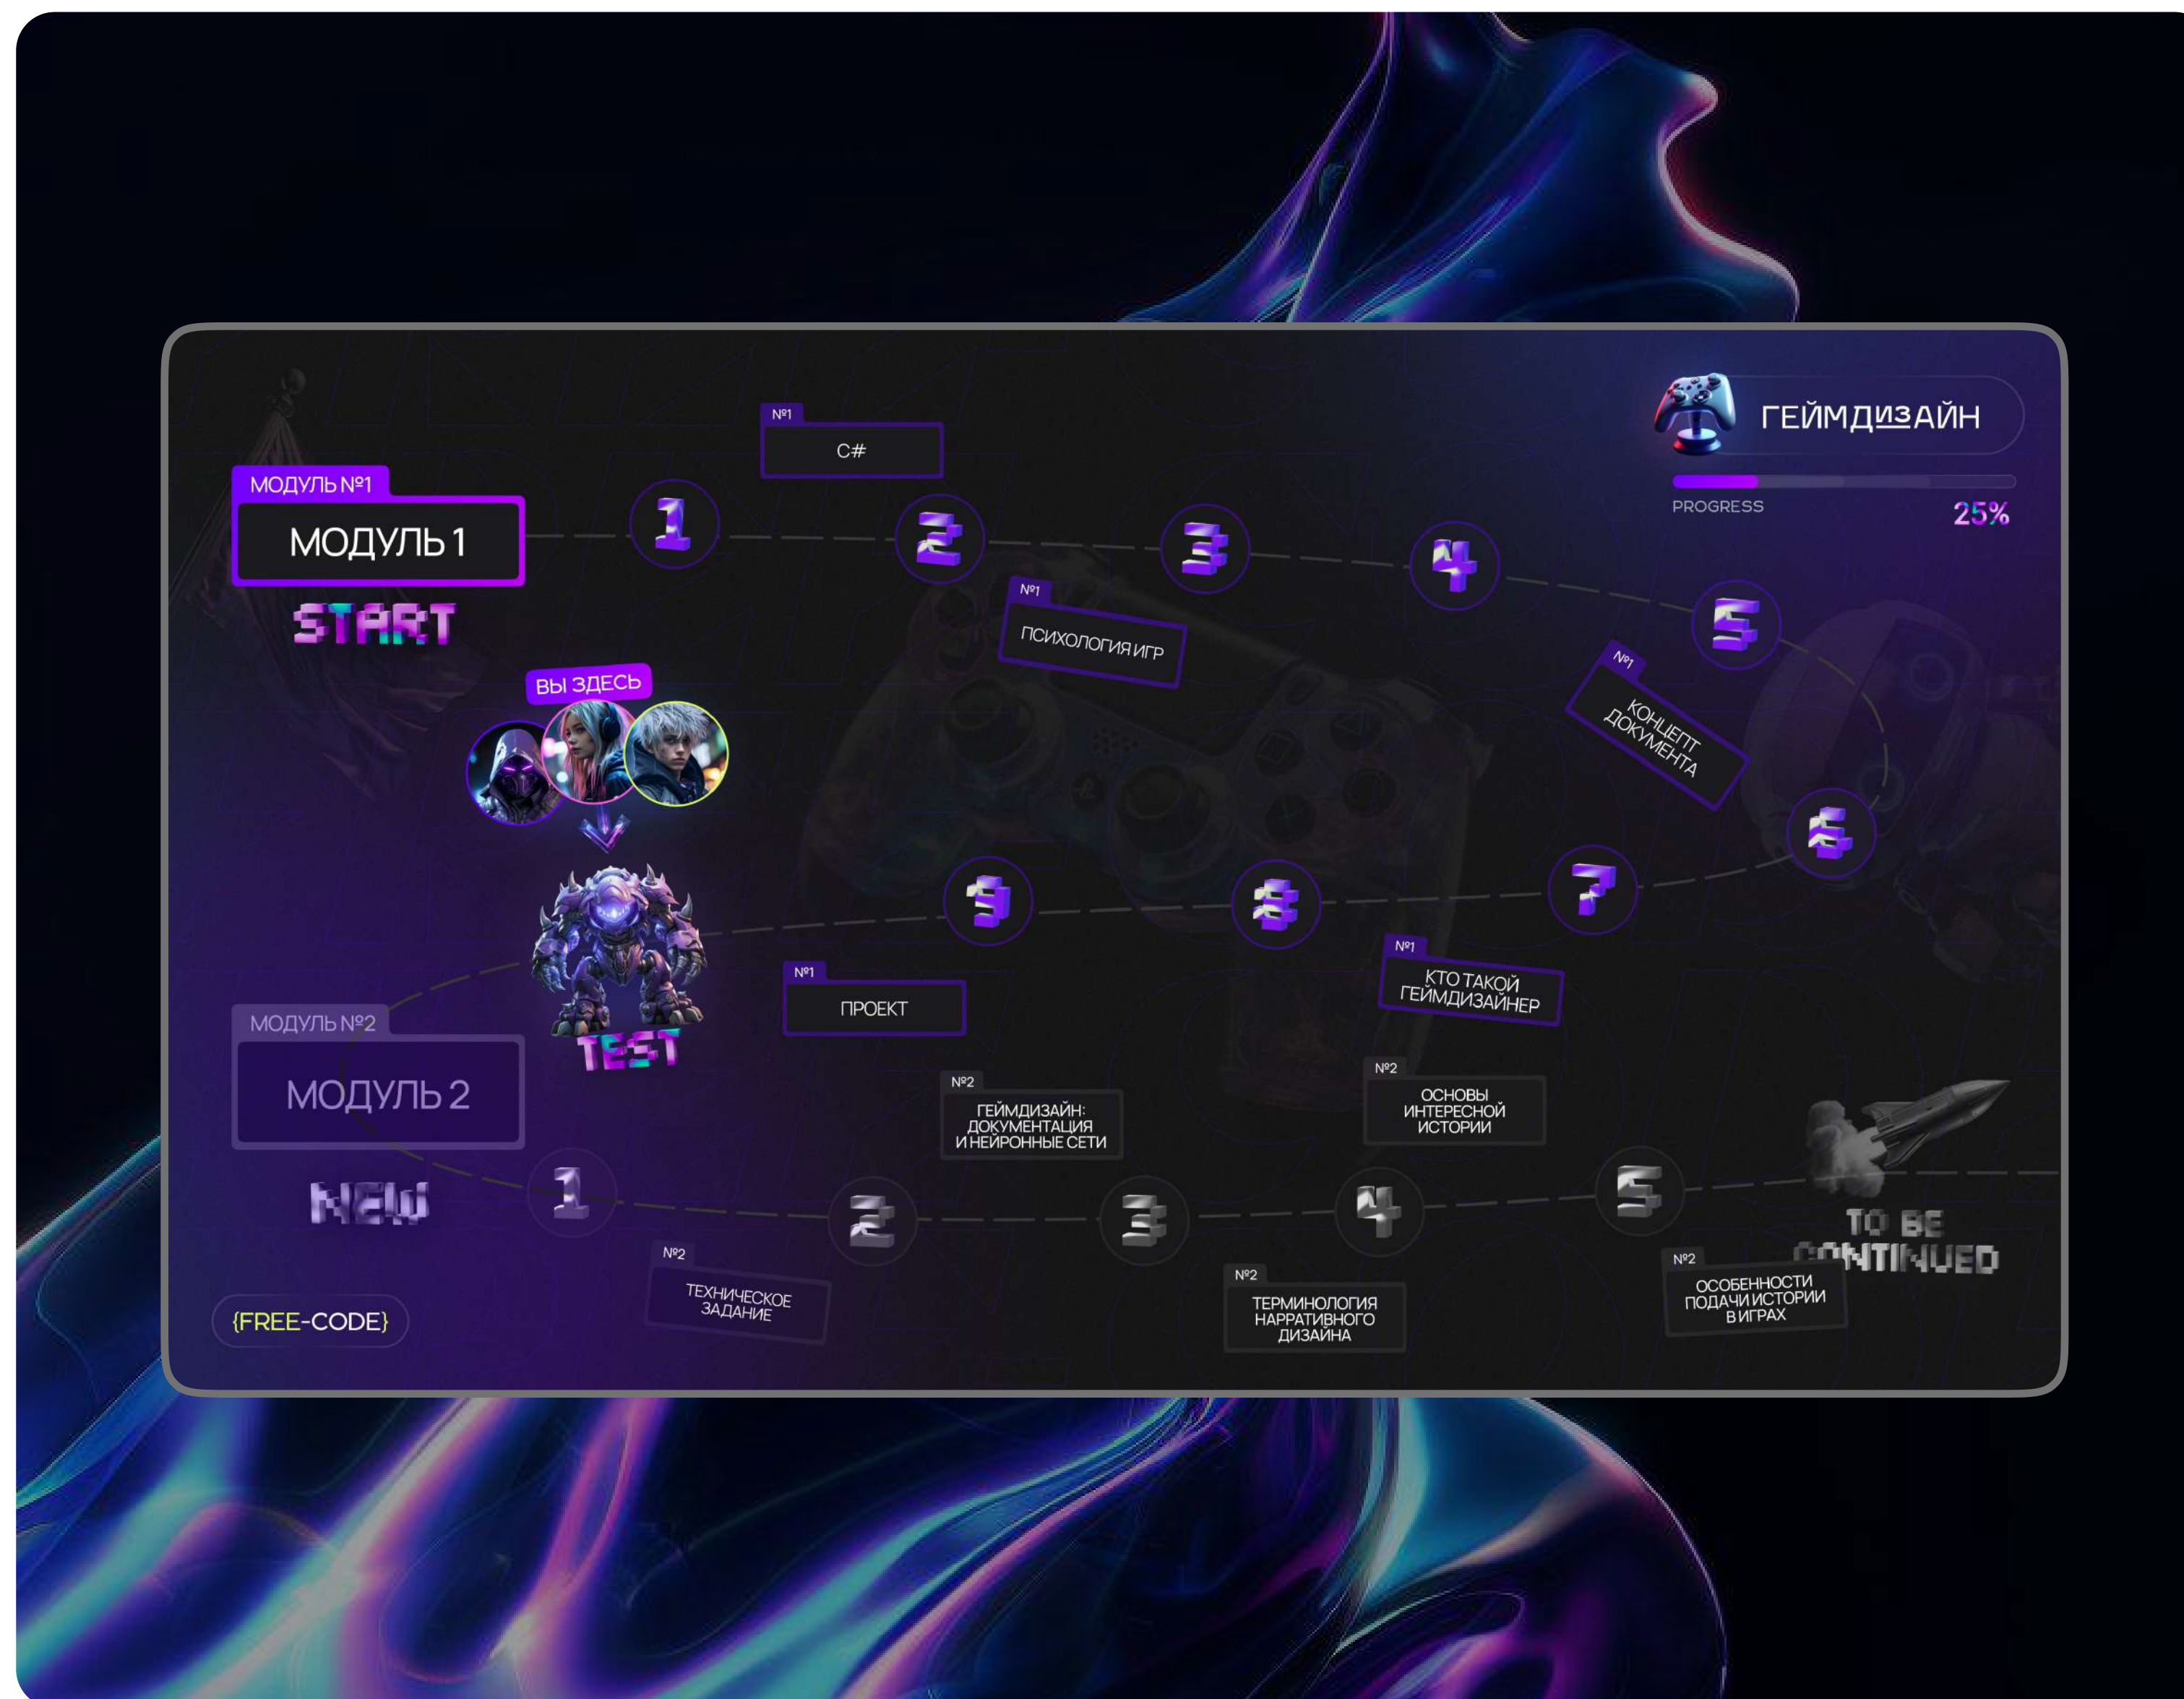 ГЕЙМДИЗАЙН
PROGRESS
25%
МОДУЛЬ №1
МОДУЛЬ 1
START
1
№1
C#
2
3
4
5
№1
ПСИХОЛОГИЯ ИГР
№1
КОНЦЕПТ
ДОКУМЕНТА
ВЫ ЗДЕСЬ
6
7
8
9
TEST
№1
КТО ТАКОЙ
ГЕЙМДИЗАЙНЕР
№1
ПРОЕКТ
МОДУЛЬ №2
МОДУЛЬ 2
NEW
№2
ГЕЙМДИЗАЙН:
ДОКУМЕНТАЦИЯ
И НЕЙРОННЫЕ СЕТИ
№2
ОСНОВЫ
ИНТЕРЕСНОЙ
ИСТОРИИ
1
2
3
4
5
TO BE
CONTINUED
№2
ТЕХНИЧЕСКОЕ
ЗАДАНИЕ
№2
ТЕРМИНОЛОГИЯ
НАРРАТИВНОГО
ДИЗАЙНА
№2
ОСОБЕННОСТИ
ПОДАЧИ ИСТОРИИ
В ИГРАХ
{FREE-CODE}